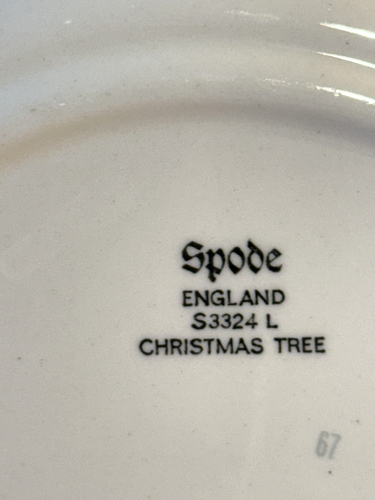 Spode
ENGLAND
S3324 L
CHRISTMAS TREE
67